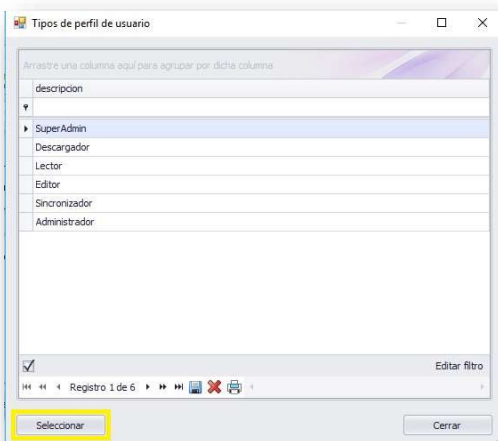 Tipos de perfil de usuario
Arrastre una columna aquí para agrupar por dicha columna
descripcion
SuperAdmin
Descargador
Lector
Editor
Sincronizador
Administrador
Editar filtro
Registro 1 de 6
Seleccionar
Cerrar